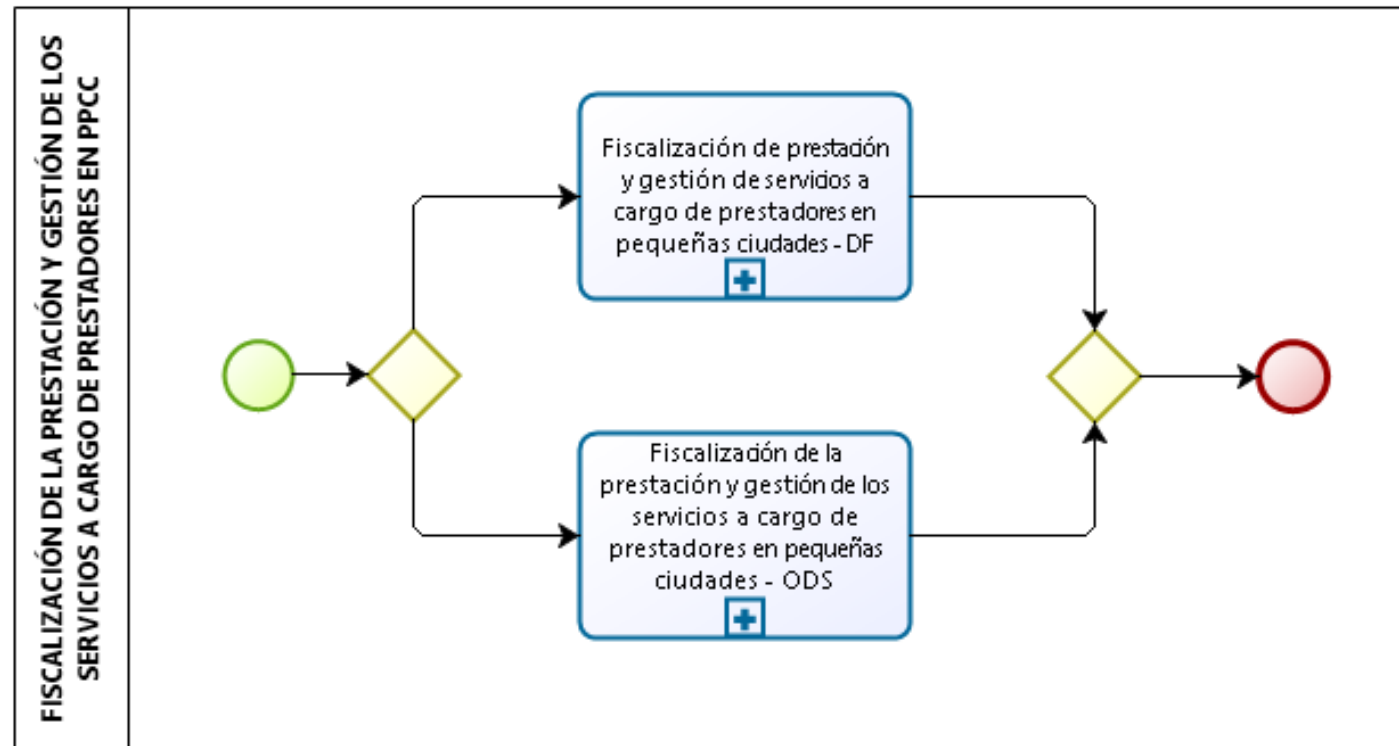 FISCALIZACIÓN DE LA PRESTACIÓN Y GESTIÓN DE LOS
SERVICIOS A CARGO DE PRESTADORES EN PPCC
Fiscalización de prestación
y gestión de servicios a
cargo de prestadores en
pequeñas ciudades - DF
Fiscalización de la
prestación y gestión de los
servicios a cargo de
prestadores en pequeñas
ciudades - ODS